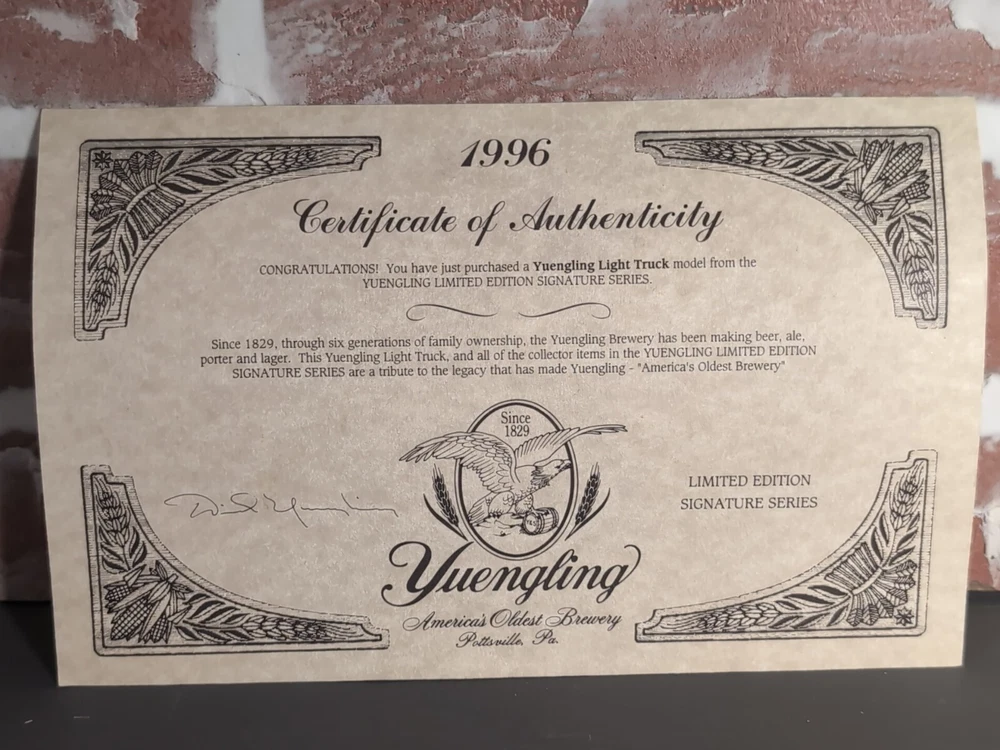 1996
Certificate of Authenticity
CONGRATULATIONS! You have just purchased a Yuengling Light Truck model from the
YUENGLING LIMITED EDITION SIGNATURE SERIES.
Since 1829, through six generations of family ownership, the Yuengling Brewery has been making beer, ale,
porter and lager. This Yuengling Light Truck, and all of the collector items in the YUENGLING LIMITED EDITION
SIGNATURE SERIES are a tribute to the legacy that has made Yuengling - "America's Oldest Brewery"
Since
1829
LIMITED EDITION
SIGNATURE SERIES
Yuengling
America's Oldest Brewery
Pottsville, Pa.